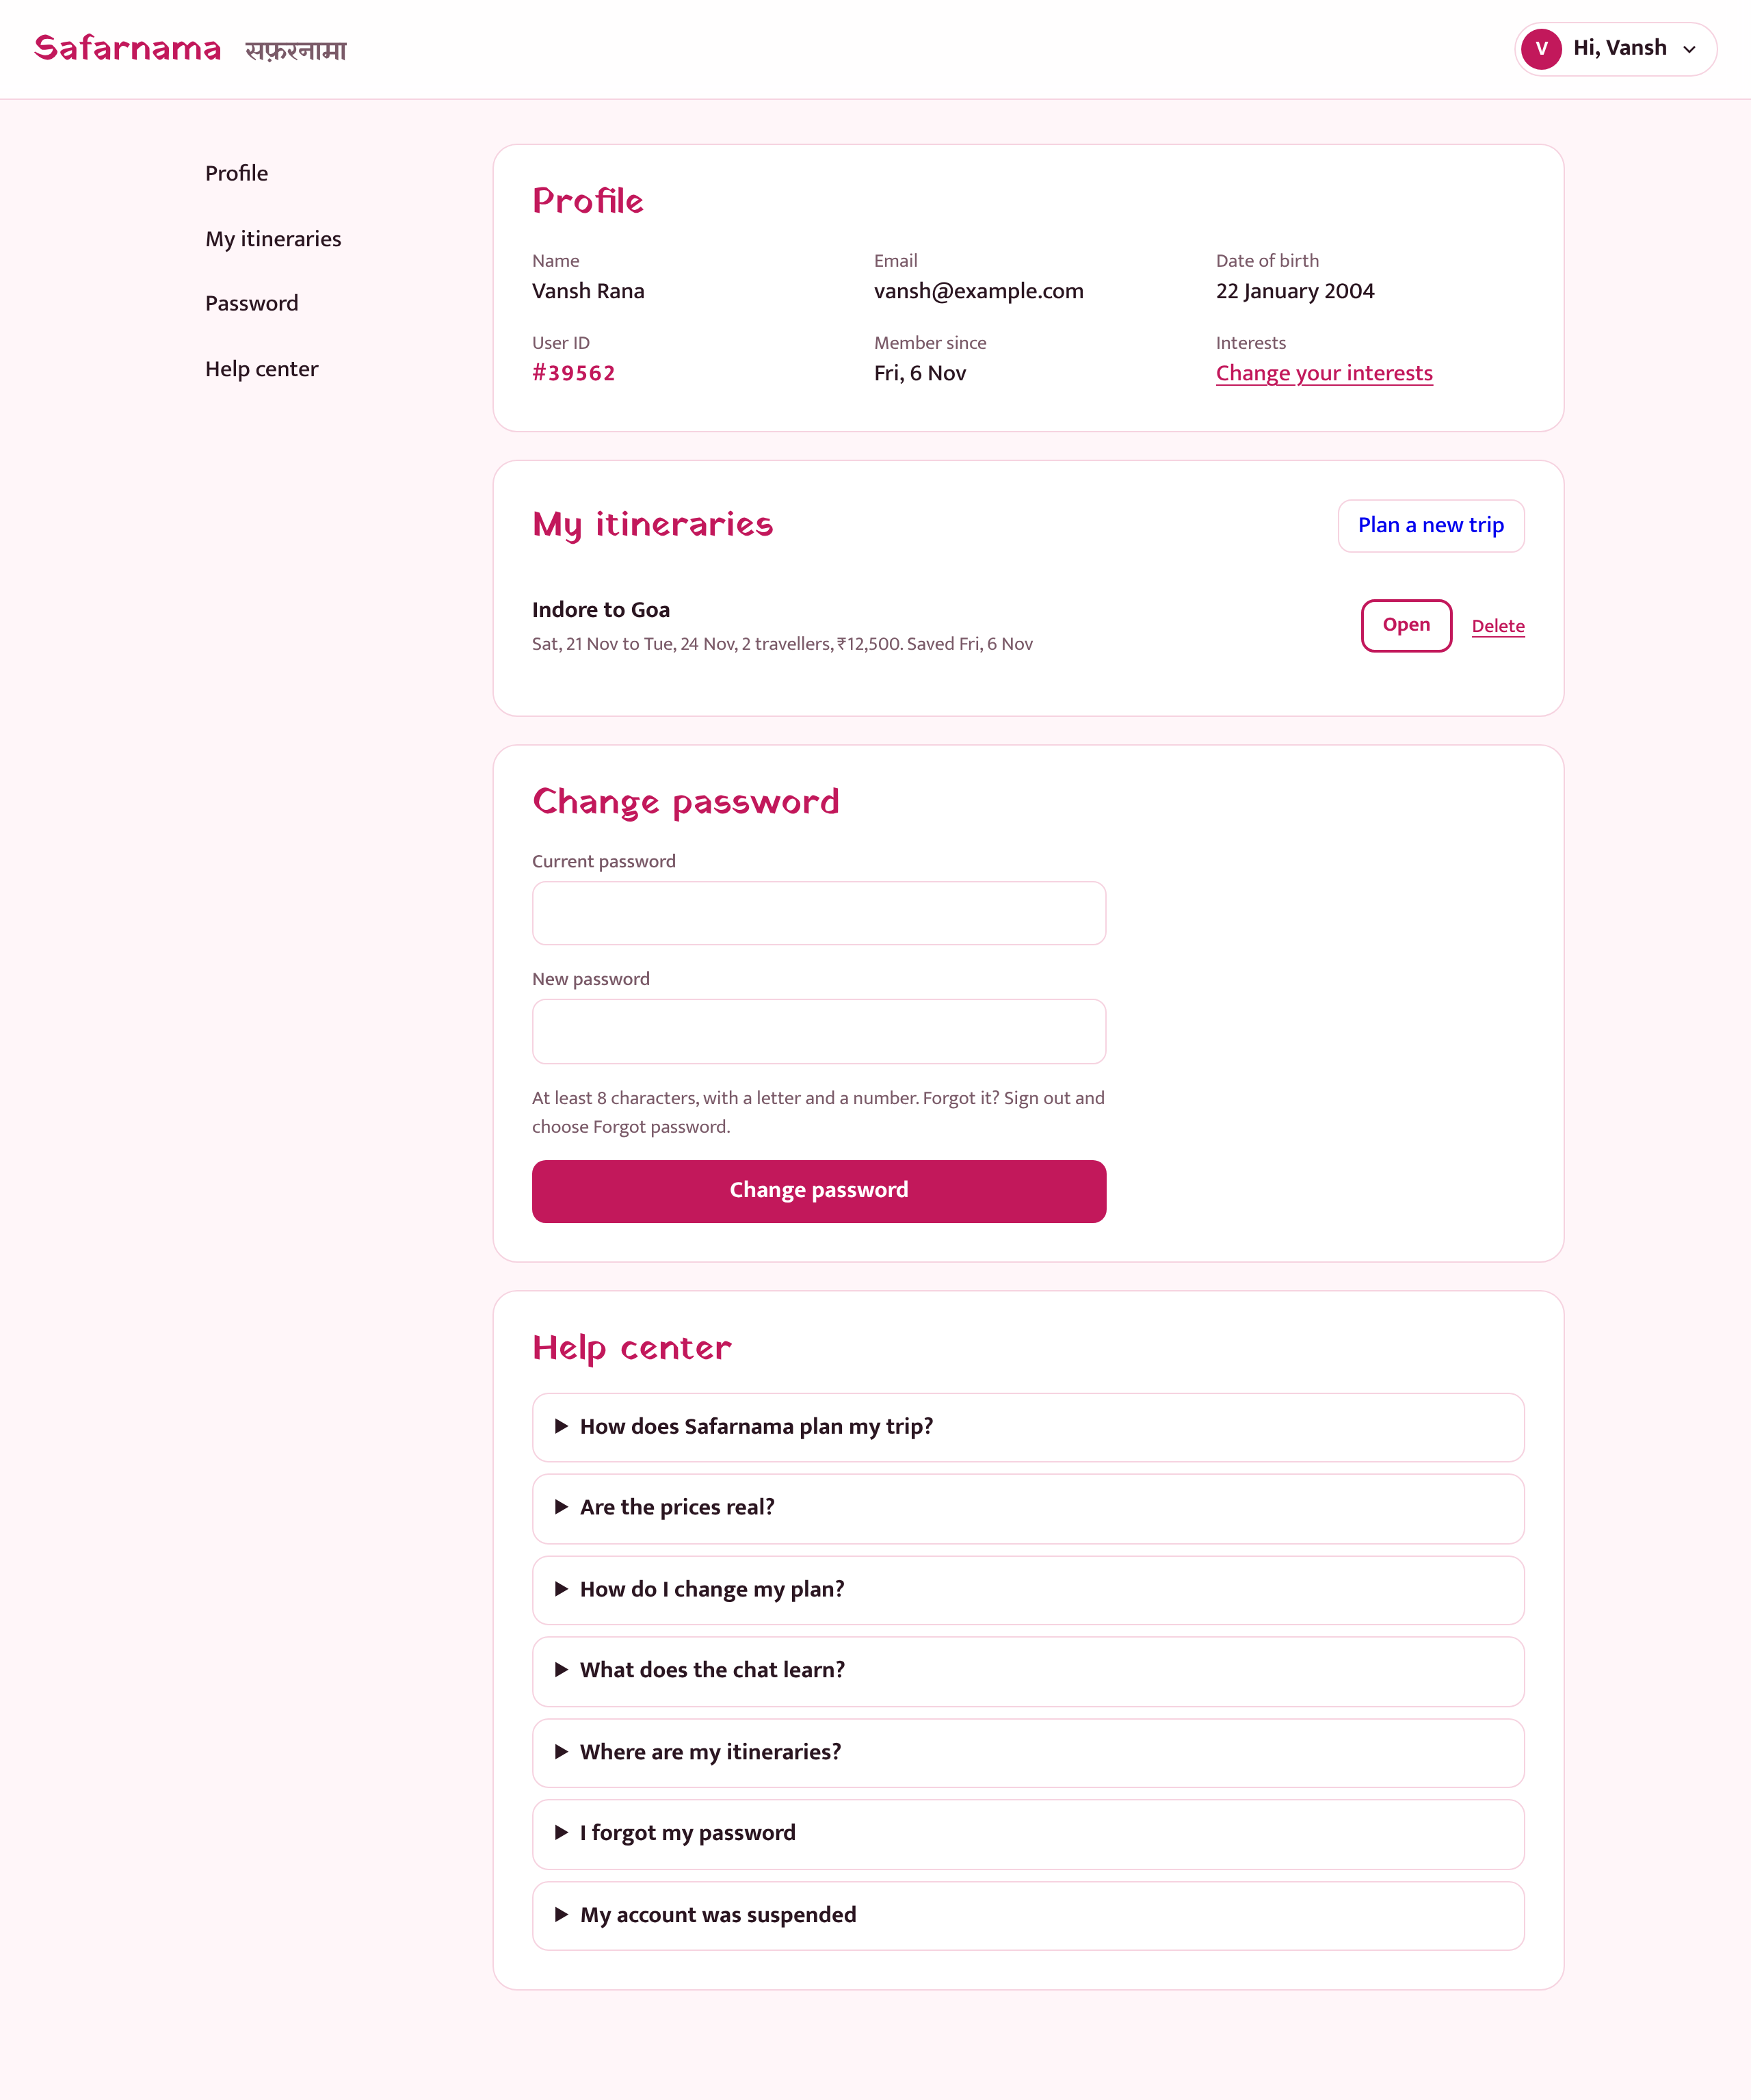 Safarnama सफ़रनामा
V Hi, Vansh
Profile
My itineraries
Password
Help center
Profile
Name
Vansh Rana
Email
vansh@example.com
Date of birth
22 January 2004
User ID
#39562
Member since
Fri, 6 Nov
Interests
Change your interests
My itineraries
Plan a new trip
Indore to Goa
Sat, 21 Nov to Tue, 24 Nov, 2 travellers, ₹12,500. Saved Fri, 6 Nov
Open
Delete
Change password
Current password
New password
At least 8 characters, with a letter and a number. Forgot it? Sign out and
choose Forgot password.
Change password
Help center
How does Safarnama plan my trip?
Are the prices real?
How do I change my plan?
What does the chat learn?
Where are my itineraries?
I forgot my password
My account was suspended